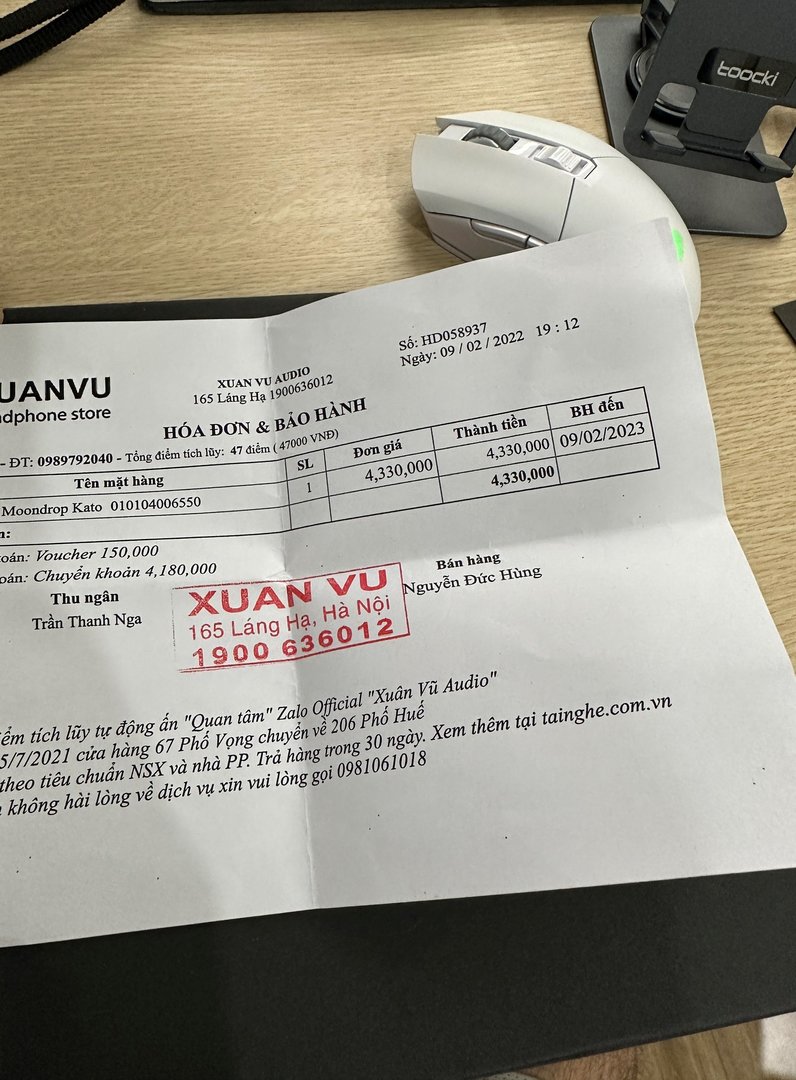 toocki
Số: HD058937
Ngày: 09 / 02 / 2022 19 : 12
UANVU
dphone store
XUAN VU AUDIO
165 Láng Hạ 1900636012
HÓA ĐƠN & BẢO HÀNH
- ĐT: 0989792040 - Tổng điểm tích lũy: 47 điểm ( 47000 VNĐ)
Tên mặt hàng SL Đơn giá Thành tiền BH đến
Moondrop Kato 010104006550 1 4,330,000 4,330,000 09/02/2023
4,330,000
n:
oán: Voucher 150,000
oán: Chuyển khoản 4,180,000
Thu ngân Bán hàng
Trần Thanh Nga Nguyễn Đức Hùng
XUAN VU
165 Láng Hạ, Hà Nội
1900 636012
ểm tích lũy tự động ấn "Quan tâm" Zalo Official "Xuân Vũ Audio"
5/7/2021 cửa hàng 67 Phố Vọng chuyển về 206 Phố Huế
theo tiêu chuẩn NSX và nhà PP. Trả hàng trong 30 ngày. Xem thêm tại tainghe.com.vn
không hài lòng về dịch vụ xin vui lòng gọi 0981061018